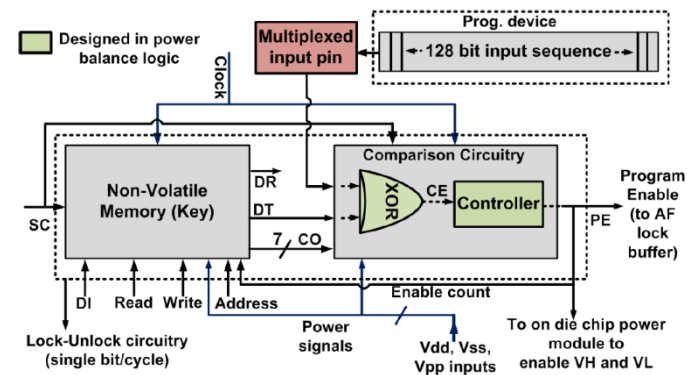 Designed in power
balance logic
Multiplexed
input pin
Prog. device
128 bit input sequence
Clock
Non-Volatile
Memory (Key)
DR
DT
7
CO
Comparison Circuitry
XOR
CE
Controller
SC
PE
Program
Enable
(to AF
lock
buffer)
DI
Read
Write
Address
Enable count
Lock-Unlock circuitry
(single bit/cycle)
Power
signals
Vdd, Vss,
Vpp inputs
To on die chip power
module to
enable VH and VL